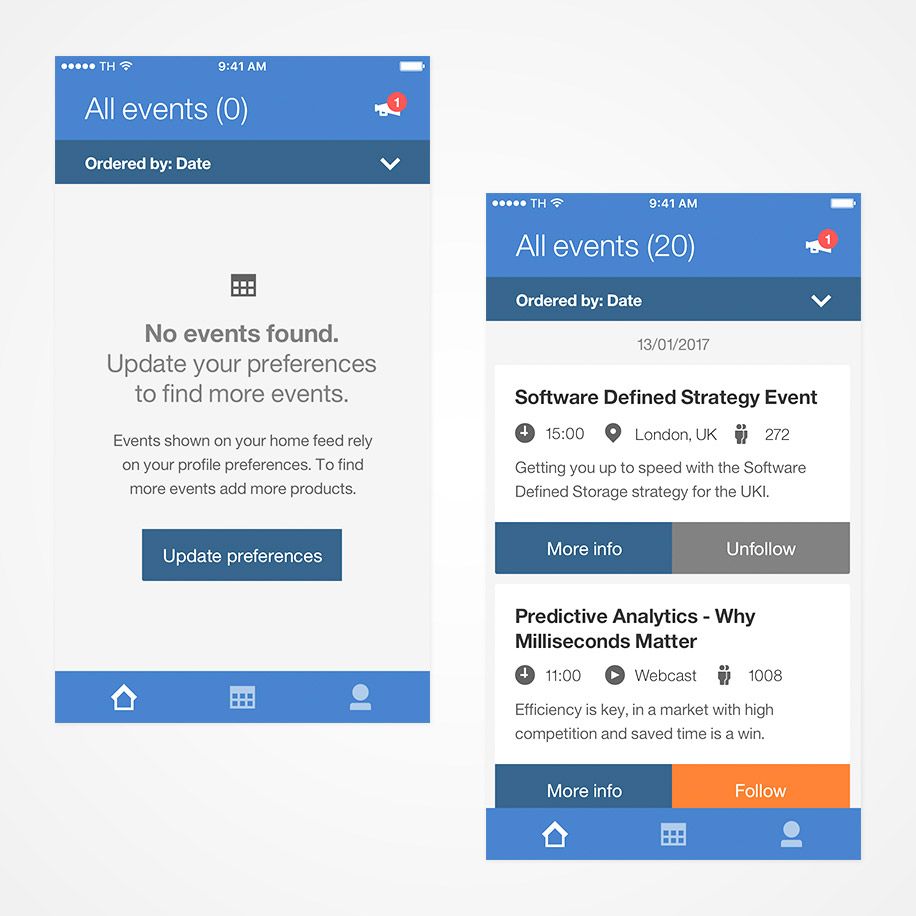 TH 9:41 AM
All events (0)
1
Ordered by: Date
No events found.
Update your preferences
to find more events.
Events shown on your home feed rely
on your profile preferences. To find
more events add more products.
Update preferences
TH 9:41 AM
All events (20)
1
Ordered by: Date
13/01/2017
Software Defined Strategy Event
15:00 London, UK 272
Getting you up to speed with the Software
Defined Storage strategy for the UKI.
More info Unfollow
Predictive Analytics - Why
Milliseconds Matter
11:00 Webcast 1008
Efficiency is key, in a market with high
competition and saved time is a win.
More info Follow